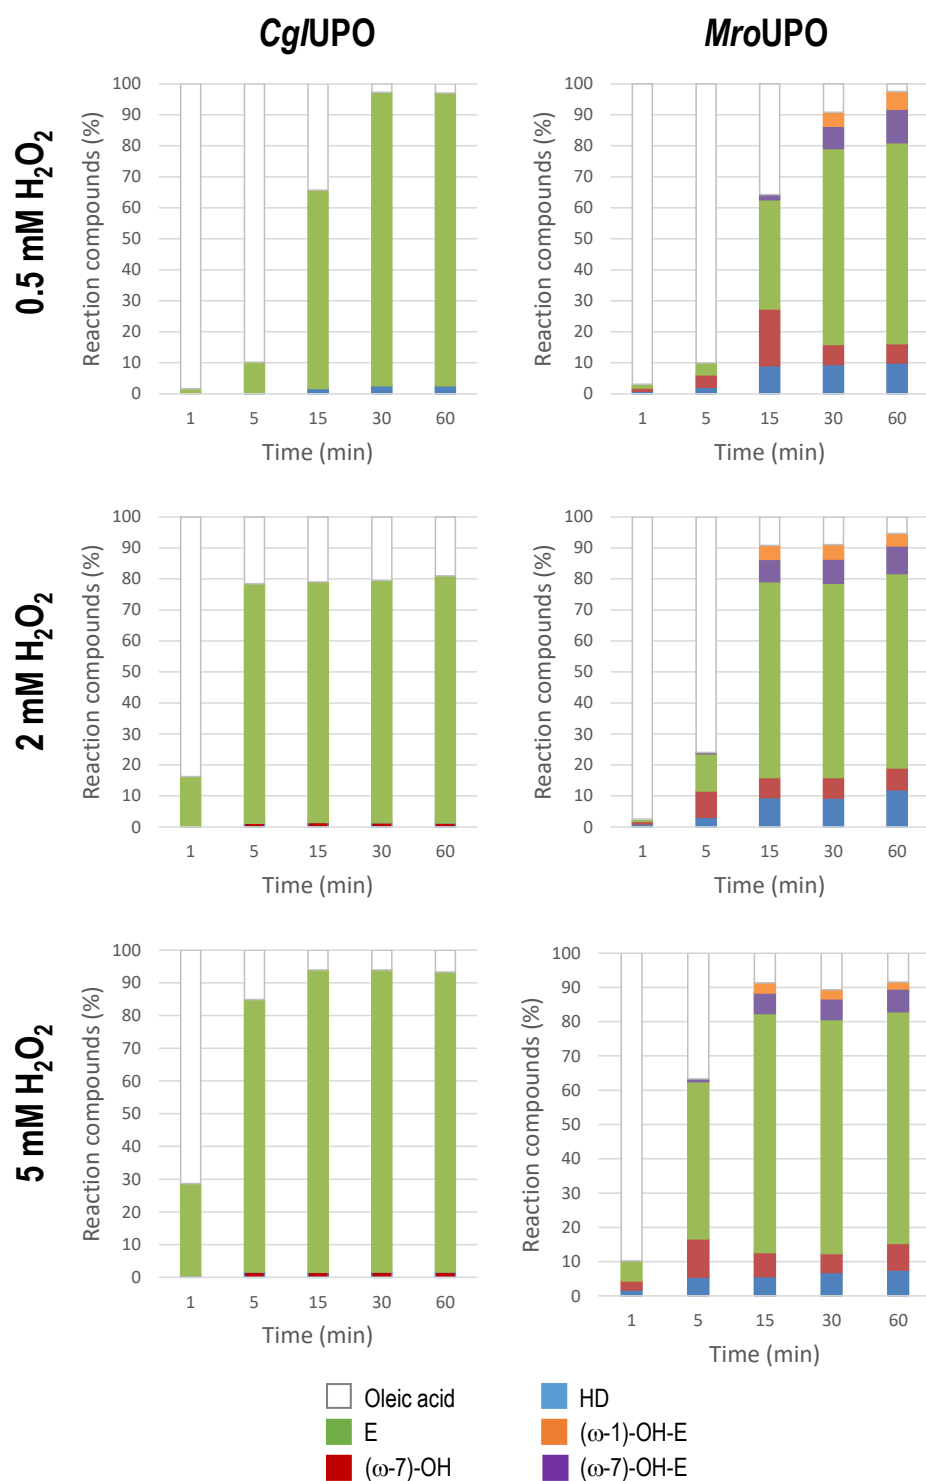 CglUPO
MroUPO
0.5 mM H₂O₂
Reaction compounds (%)
100
90
80
70
60
50
40
30
20
10
0
1 5 15 30 60
Time (min)
Reaction compounds (%)
100
90
80
70
60
50
40
30
20
10
0
1 5 15 30 60
Time (min)
2 mM H₂O₂
Reaction compounds (%)
100
90
80
70
60
50
40
30
20
10
0
1 5 15 30 60
Time (min)
Reaction compounds (%)
100
90
80
70
60
50
40
30
20
10
0
1 5 15 30 60
Time (min)
5 mM H₂O₂
Reaction compounds (%)
100
90
80
70
60
50
40
30
20
10
0
1 5 15 30 60
Time (min)
Reaction compounds (%)
100
90
80
70
60
50
40
30
20
10
0
1 5 15 30 60
Time (min)
Oleic acid
HD
E
(ω-1)-OH-E
(ω-7)-OH
(ω-7)-OH-E